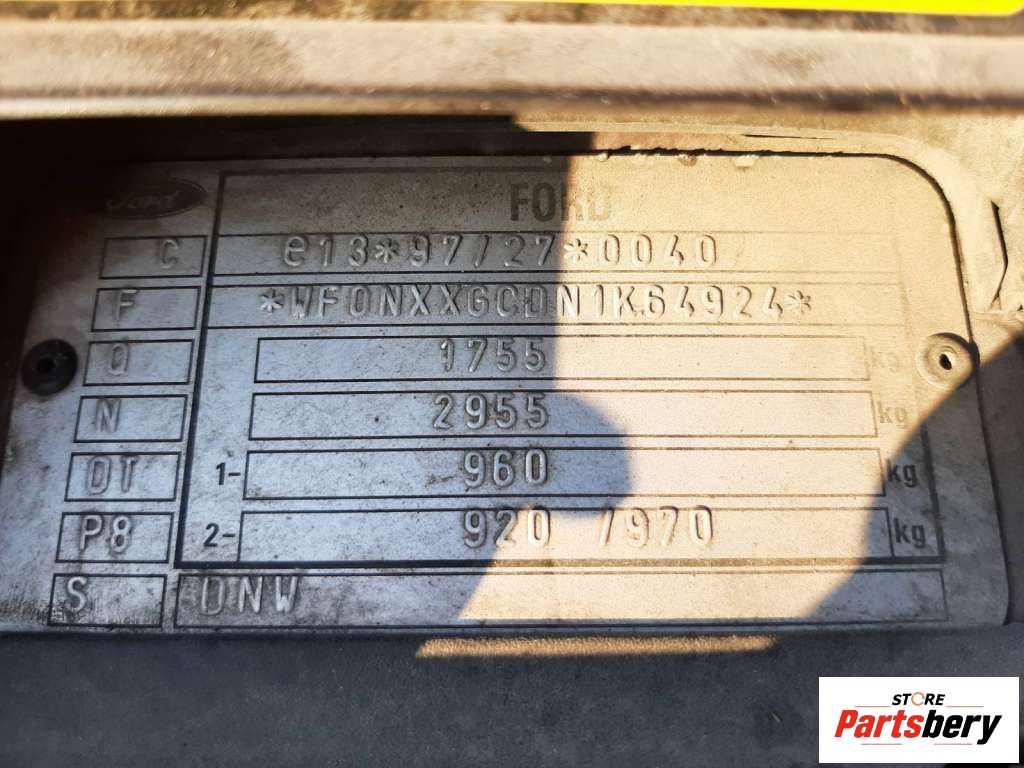 Ford
FORD
C e13*97/27*0040
F *WF0NXXGCDN1K64924*
Q 1755 kg
N 2955 kg
DT 1- 960 kg
P8 2- 920 /970 kg
S DNW
STORE
Partsbery